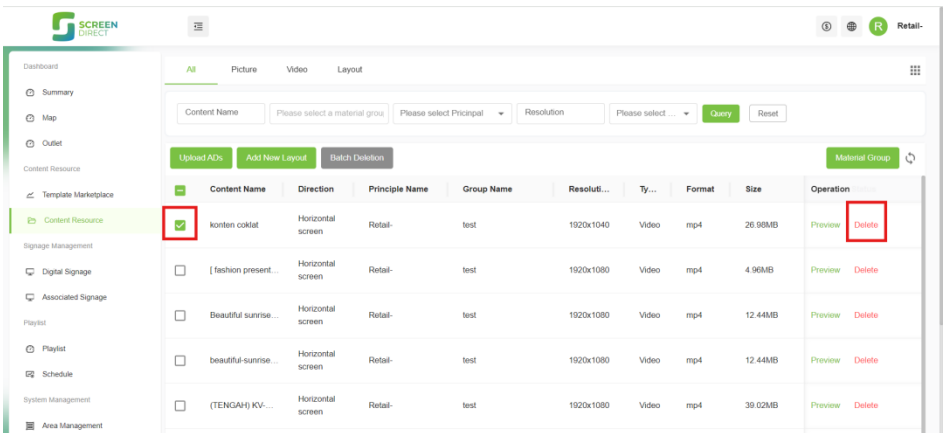 SCREEN
DIRECT
R Retail-
Dashboard
Summary
Map
Outlet
Content Resource
Template Marketplace
Content Resource
Signage Management
Digital Signage
Associated Signage
Playlist
Playlist
Schedule
System Management
Area Management
All Picture Video Layout
Content Name Please select a material grou Please select Pricinpal Resolution Please select ... Query Reset
Upload ADs Add New Layout Batch Deletion Material Group
Content Name Direction Principle Name Group Name Resoluti... Ty... Format Size Operation
konten coklat Horizontal screen Retail- test 1920x1040 Video mp4 26.98MB Preview Delete
[ fashion present... Horizontal screen Retail- test 1920x1080 Video mp4 4.96MB Preview Delete
Beautiful sunrise... Horizontal screen Retail- test 1920x1080 Video mp4 12.44MB Preview Delete
beautiful-sunrise... Horizontal screen Retail- test 1920x1080 Video mp4 12.44MB Preview Delete
(TENGAH) KV-... Horizontal screen Retail- test 1920x1080 Video mp4 39.02MB Preview Delete